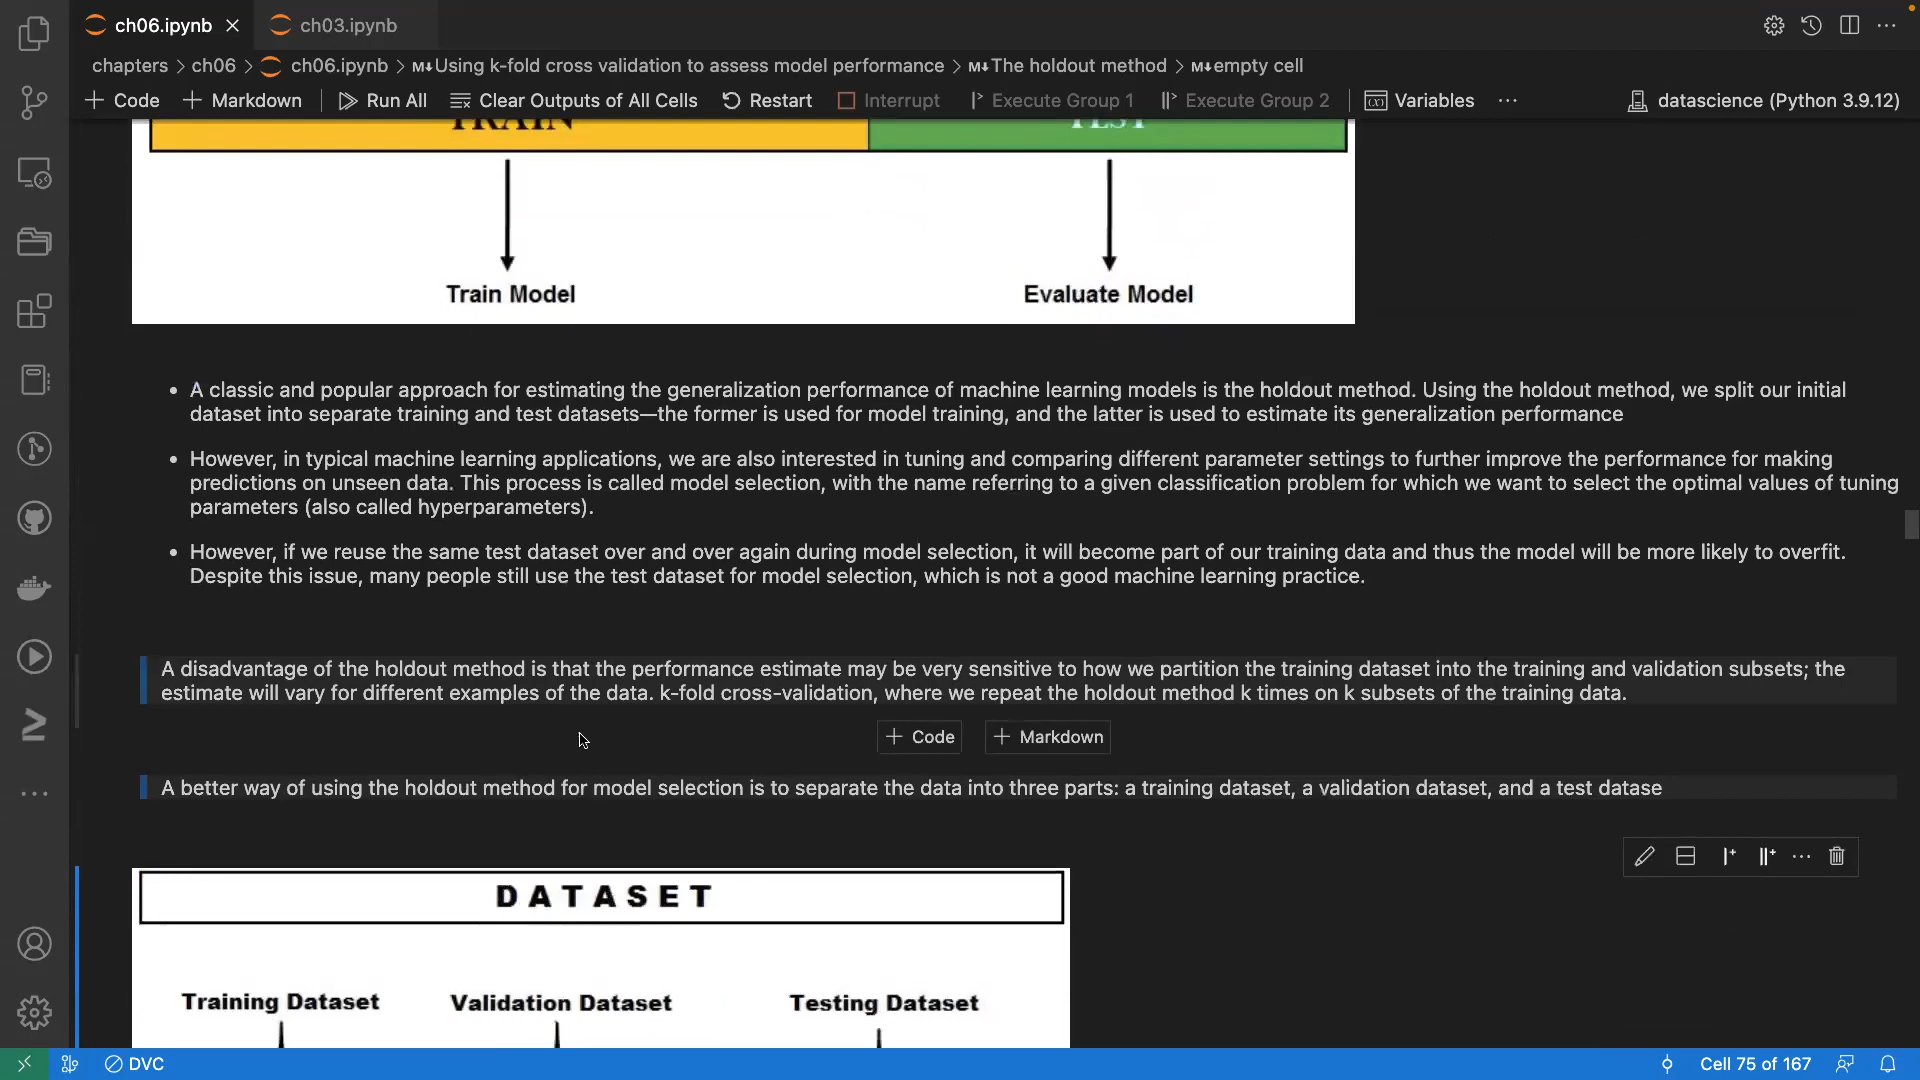 ch06.ipynb
ch03.ipynb
chapters > ch06 > ch06.ipynb > M↓Using k-fold cross validation to assess model performance > M↓The holdout method > M↓empty cell
+ Code + Markdown Run All Clear Outputs of All Cells Restart Interrupt Execute Group 1 Execute Group 2 Variables ... datascience (Python 3.9.12)
TRAIN TEST
Train Model Evaluate Model
• A classic and popular approach for estimating the generalization performance of machine learning models is the holdout method. Using the holdout method, we split our initial
dataset into separate training and test datasets—the former is used for model training, and the latter is used to estimate its generalization performance
• However, in typical machine learning applications, we are also interested in tuning and comparing different parameter settings to further improve the performance for making
predictions on unseen data. This process is called model selection, with the name referring to a given classification problem for which we want to select the optimal values of tuning
parameters (also called hyperparameters).
• However, if we reuse the same test dataset over and over again during model selection, it will become part of our training data and thus the model will be more likely to overfit.
Despite this issue, many people still use the test dataset for model selection, which is not a good machine learning practice.
A disadvantage of the holdout method is that the performance estimate may be very sensitive to how we partition the training dataset into the training and validation subsets; the
estimate will vary for different examples of the data. k-fold cross-validation, where we repeat the holdout method k times on k subsets of the training data.
+ Code + Markdown
A better way of using the holdout method for model selection is to separate the data into three parts: a training dataset, a validation dataset, and a test datase
DATASET
Training Dataset Validation Dataset Testing Dataset
DVC Cell 75 of 167